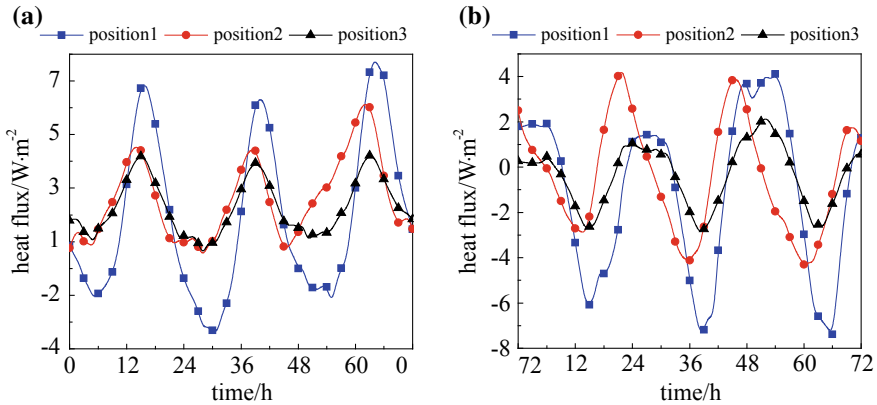 (a)
position1 position2 position3
heat flux/W·m-2
7
4
1
-2
-4
0 12 24 36 48 60 0
time/h
(b)
position1 position2 position3
heat flux/W·m-2
4
2
0
-2
-4
-6
-8
72 12 24 36 48 60 72
time/h